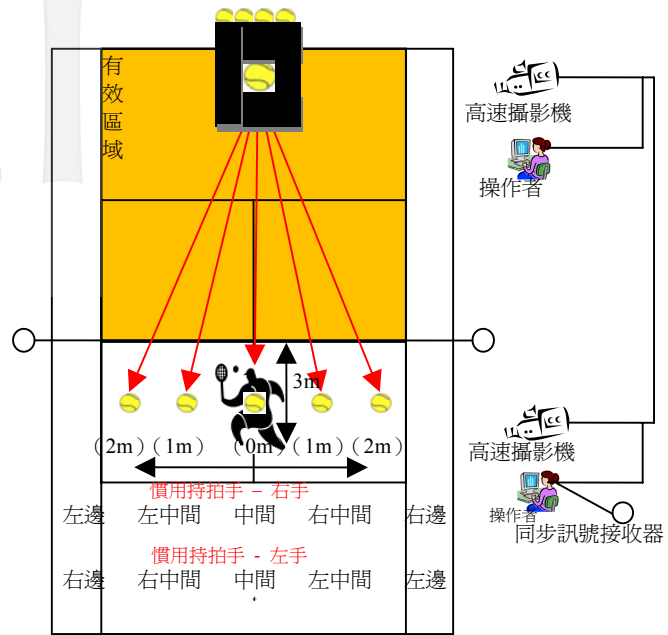 有效區域
高速攝影機
操作者
3m
(2m) (1m) (0m) (1m) (2m)
高速攝影機
慣用持拍手 – 右手
左邊 左中間 中間 右中間 右邊
操作者
同步訊號接收器
慣用持拍手 - 左手
右邊 右中間 中間 左中間 左邊